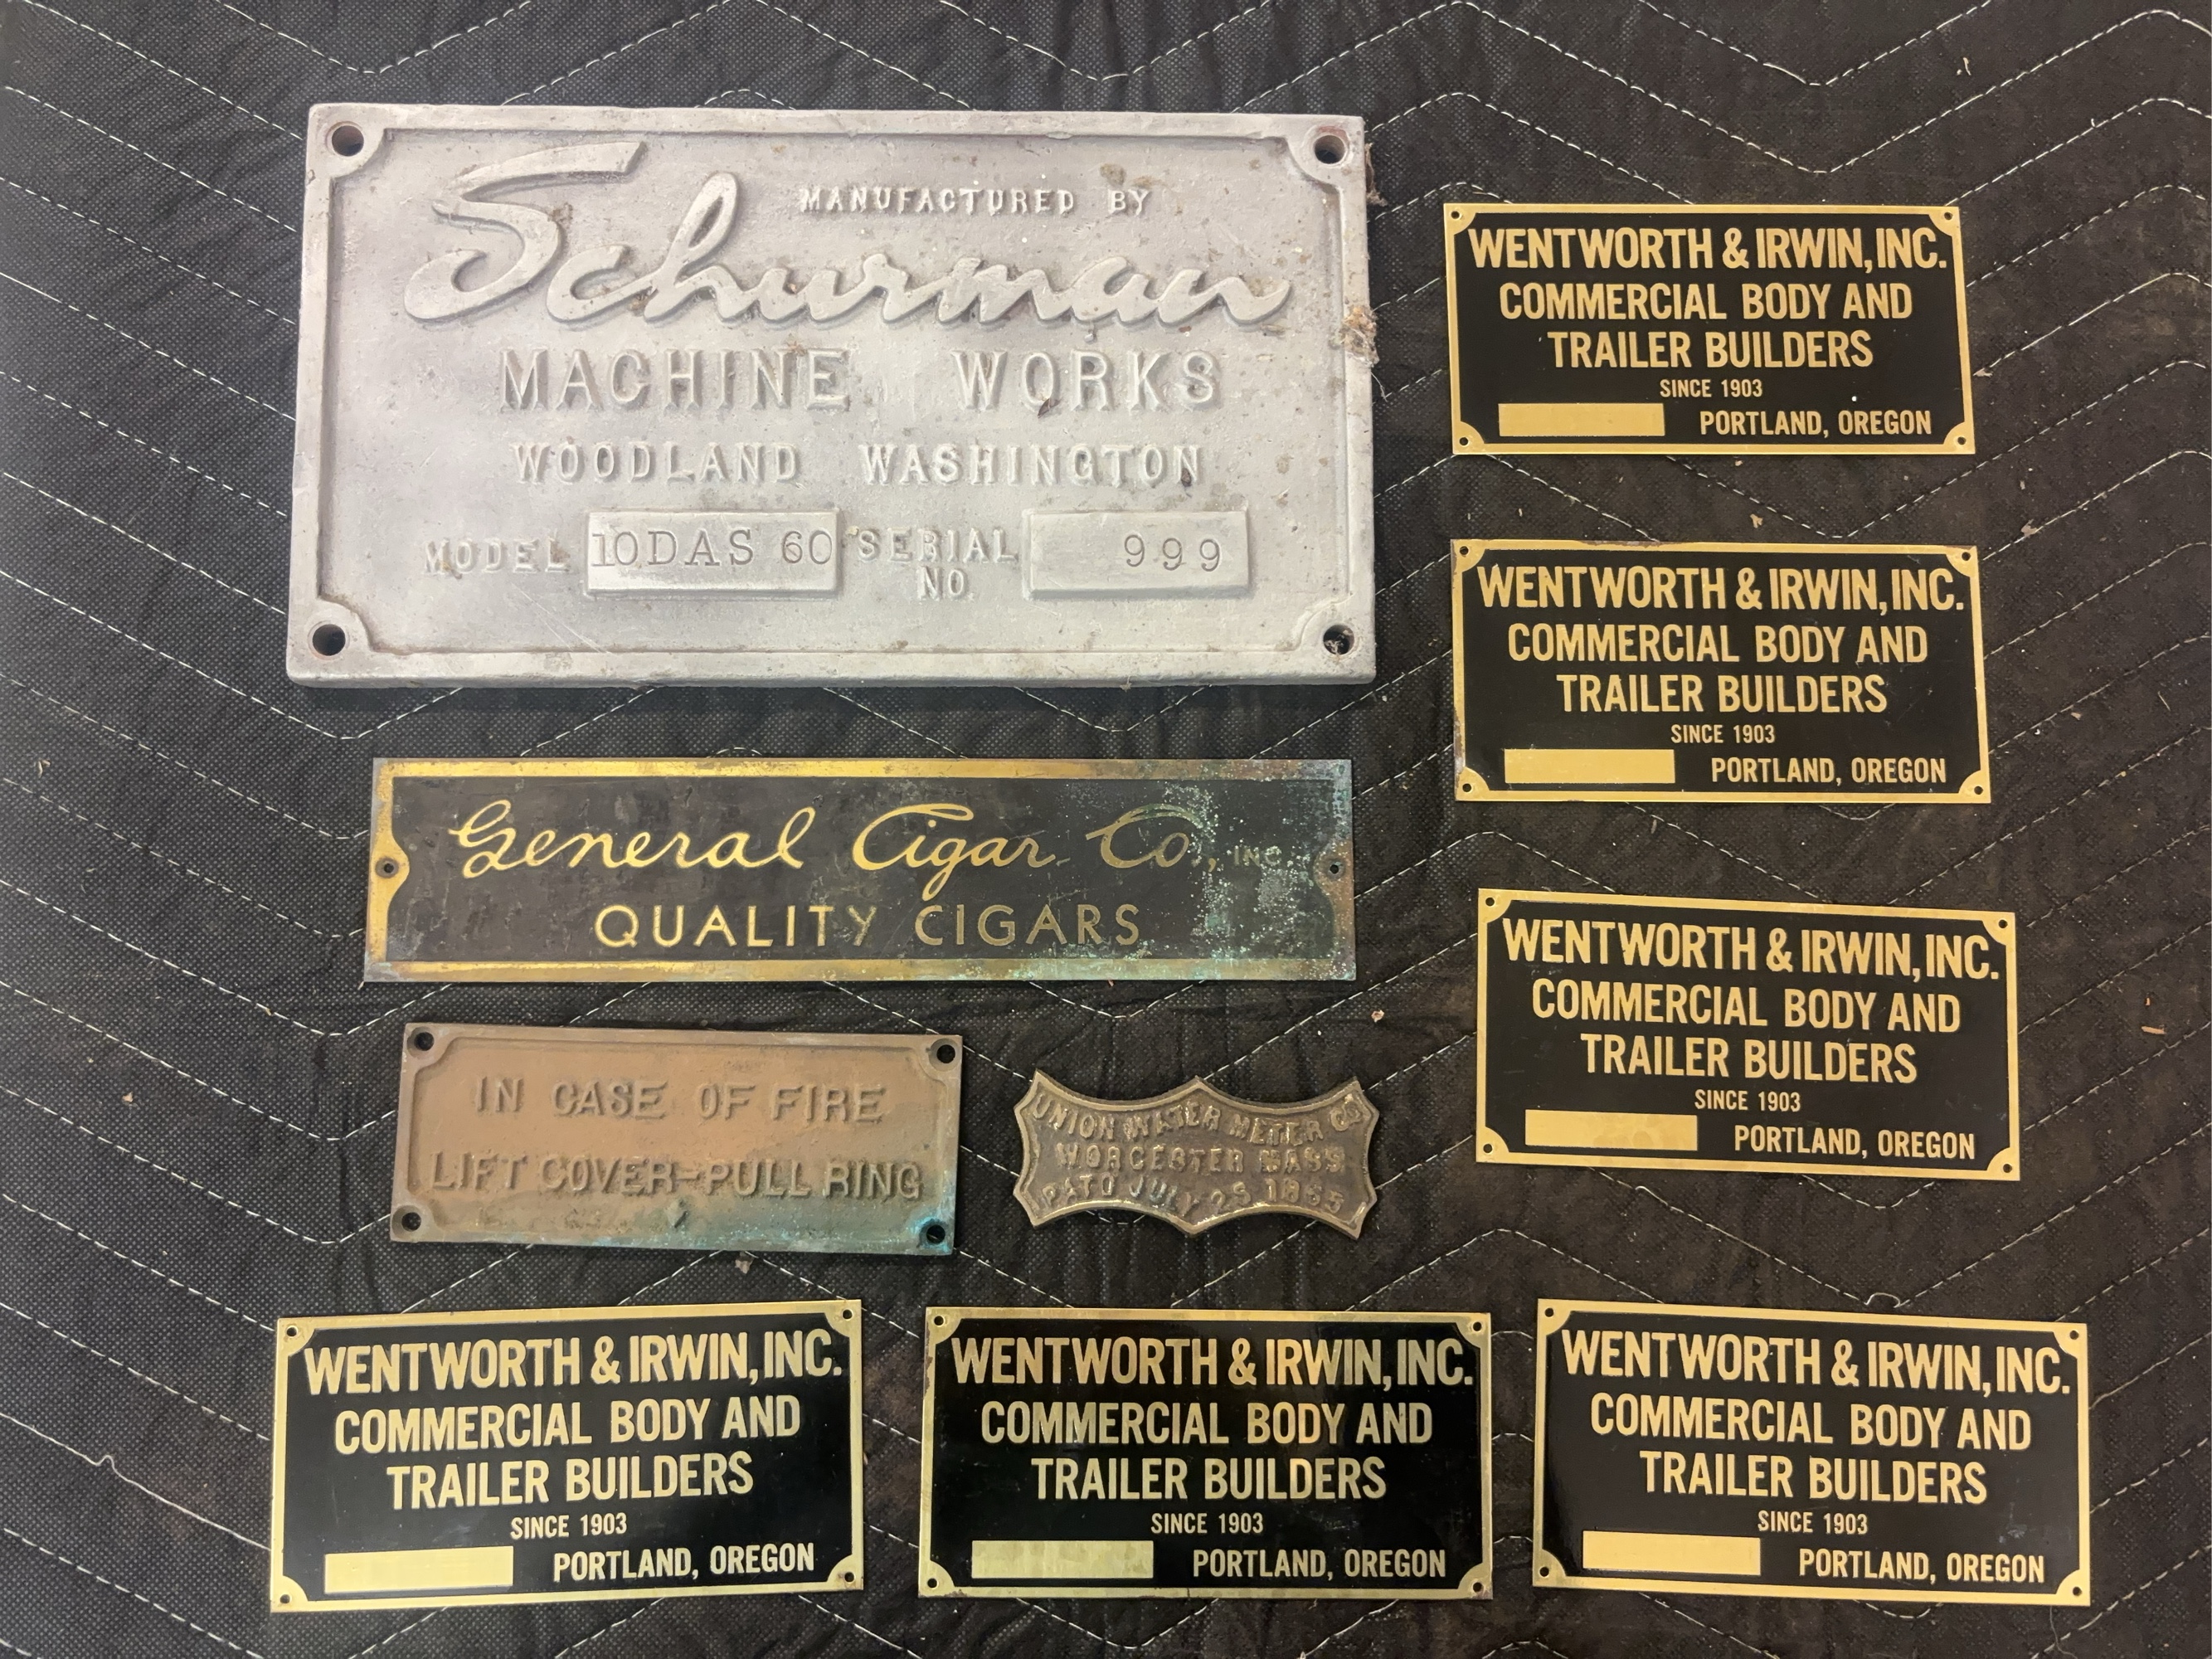 MANUFACTURED BY
Schurman
MACHINE WORKS
WOODLAND WASHINGTON
MODEL 10DAS 60 SERIAL NO. 999
WENTWORTH & IRWIN, INC.
COMMERCIAL BODY AND
TRAILER BUILDERS
SINCE 1903
PORTLAND, OREGON
WENTWORTH & IRWIN, INC.
COMMERCIAL BODY AND
TRAILER BUILDERS
SINCE 1903
PORTLAND, OREGON
General Cigar Co., INC.
QUALITY CIGARS
WENTWORTH & IRWIN, INC.
COMMERCIAL BODY AND
TRAILER BUILDERS
SINCE 1903
PORTLAND, OREGON
IN CASE OF FIRE
LIFT COVER-PULL RING
UNION WATER METER CO
WORCESTER MASS
PATD JULY 25 1865
WENTWORTH & IRWIN, INC.
COMMERCIAL BODY AND
TRAILER BUILDERS
SINCE 1903
PORTLAND, OREGON
WENTWORTH & IRWIN, INC.
COMMERCIAL BODY AND
TRAILER BUILDERS
SINCE 1903
PORTLAND, OREGON
WENTWORTH & IRWIN, INC.
COMMERCIAL BODY AND
TRAILER BUILDERS
SINCE 1903
PORTLAND, OREGON